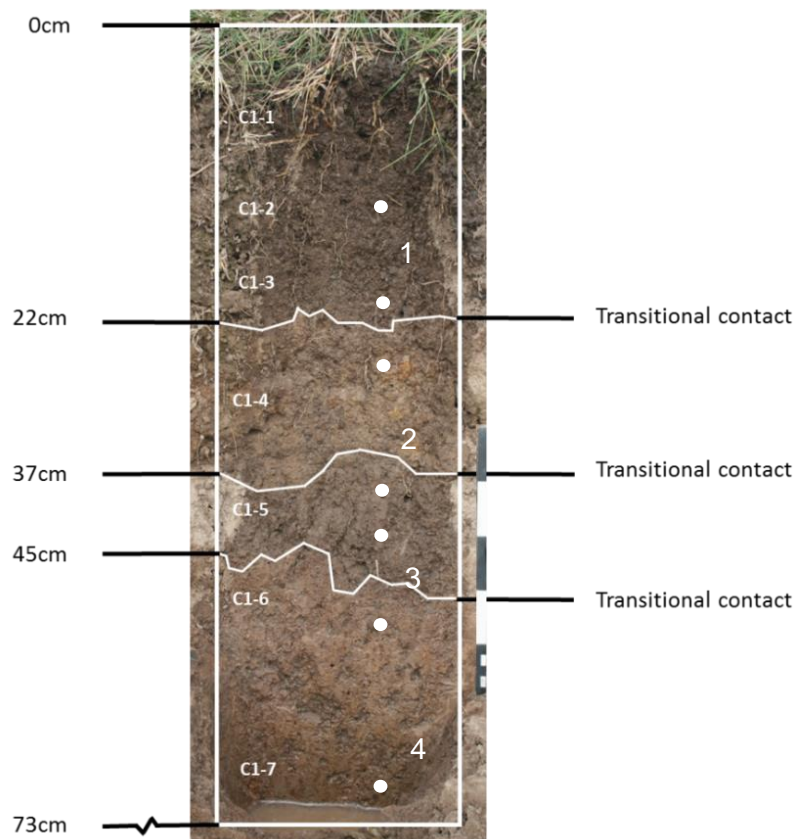 0cm
C1-1
C1-2
1
C1-3
22cm
Transitional contact
C1-4
2
37cm
Transitional contact
C1-5
45cm
3
C1-6
Transitional contact
4
C1-7
73cm